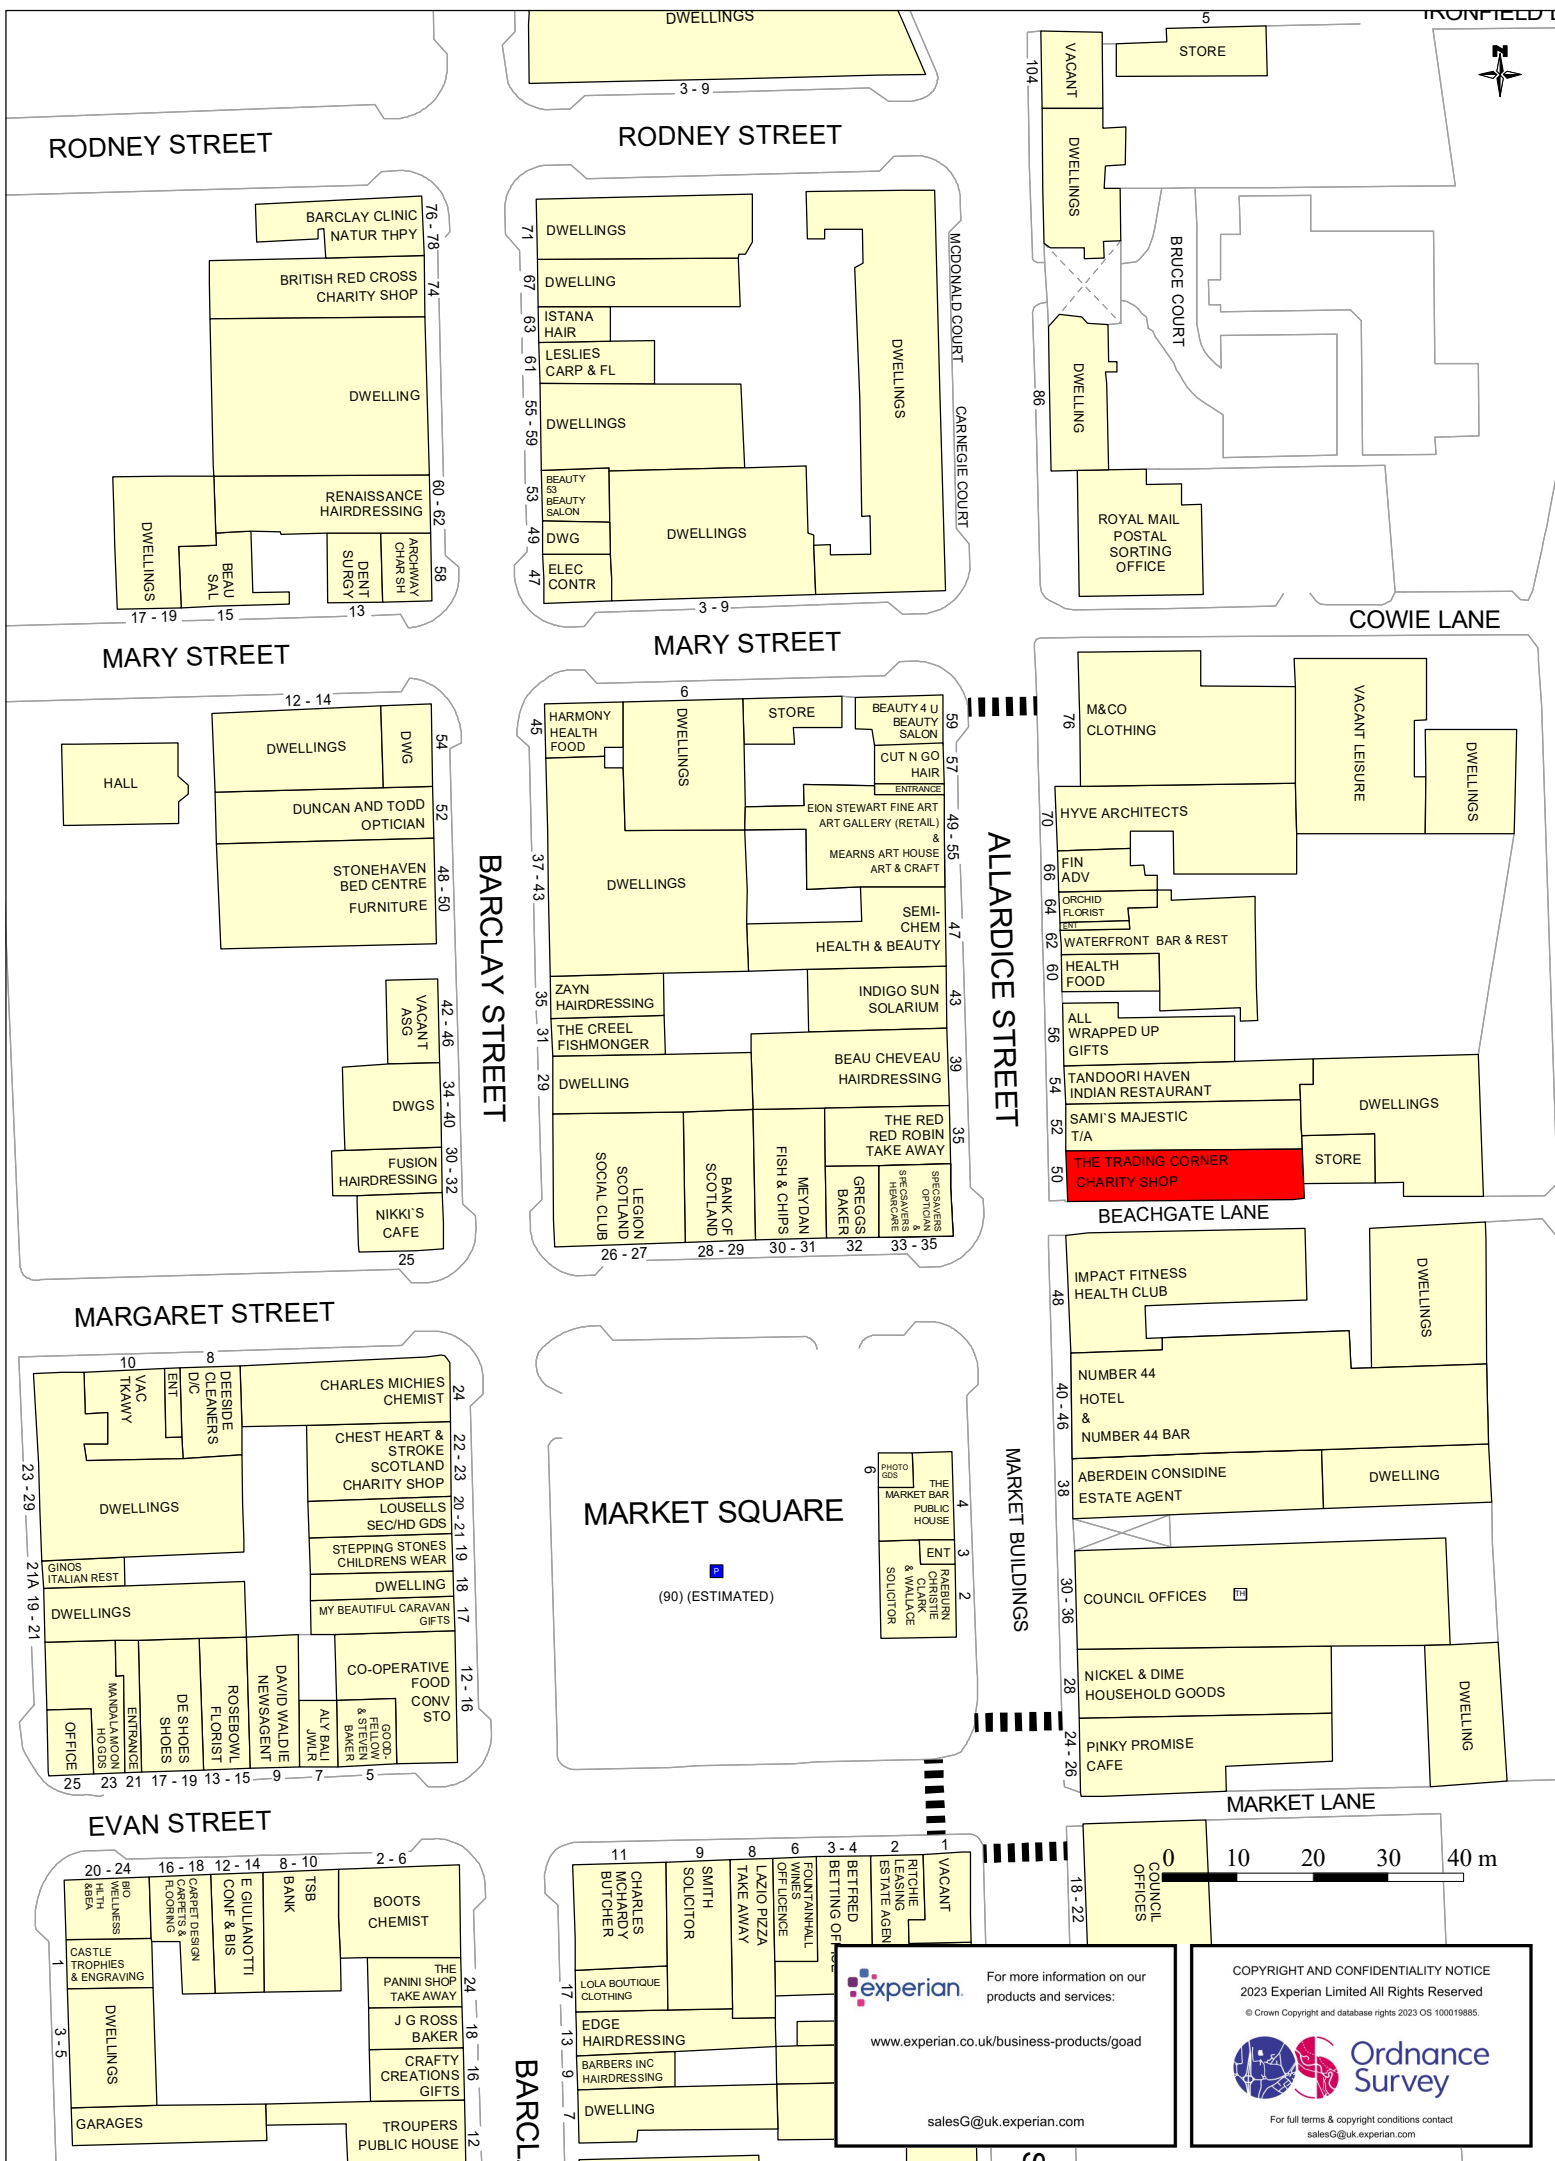 DWELLINGS
3 - 9
5
IRONFIELD
104
VACANT
STORE
N
RODNEY STREET
RODNEY STREET
DWELLINGS
BARCLAY CLINIC
NATUR THPY
76 - 78
BRITISH RED CROSS
CHARITY SHOP
74
DWELLING
RENAISSANCE
HAIRDRESSING
60 - 62
DWELLINGS
BEAU
SAL
DENT
SURGY
ARCHWAY
CHAR SH
58
17 - 19
15
13
71
DWELLINGS
67
DWELLING
63
ISTANA
HAIR
61
LESLIES
CARP & FL
55 - 59
DWELLINGS
53
BEAUTY
53
BEAUTY
SALON
49
DWG
47
ELEC
CONTR
DWELLINGS
DWELLINGS
3 - 9
MCDONALD COURT
CARNEGIE COURT
BRUCE COURT
86
DWELLING
ROYAL MAIL
POSTAL
SORTING
OFFICE
COWIE LANE
MARY STREET
MARY STREET
12 - 14
DWELLINGS
DWG
54
HALL
DUNCAN AND TODD
OPTICIAN
52
STONEHAVEN
BED CENTRE
FURNITURE
48 - 50
VACANT
ASG
42 - 46
DWGS
34 - 40
FUSION
HAIRDRESSING
30 - 32
NIKKI`S
CAFE
25
BARCLAY STREET
6
45
HARMONY
HEALTH
FOOD
DWELLINGS
STORE
BEAUTY 4 U
BEAUTY
SALON
59
CUT N GO
HAIR
57
ENTRANCE
EION STEWART FINE ART
ART GALLERY (RETAIL)
&
MEARNS ART HOUSE
ART & CRAFT
49 - 55
37 - 43
DWELLINGS
SEMI-
CHEM
HEALTH & BEAUTY
47
35
ZAYN
HAIRDRESSING
INDIGO SUN
SOLARIUM
43
31
THE CREEL
FISHMONGER
29
DWELLING
BEAU CHEVEAU
HAIRDRESSING
39
THE RED
RED ROBIN
TAKE AWAY
35
LEGION
SCOTLAND
SOCIAL CLUB
BANK OF
SCOTLAND
MEYDAN
FISH & CHIPS
GREGGS
BAKER
SPECSAVERS
OPTICIAN
&
SPECSAVERS
HEARCARE
26 - 27
28 - 29
30 - 31
32
33 - 35
ALLARDICE STREET
76
M&CO
CLOTHING
VACANT LEISURE
DWELLINGS
70
HYVE ARCHITECTS
66
FIN
ADV
64
ORCHID
FLORIST
ENT
62
WATERFRONT BAR & REST
60
HEALTH
FOOD
56
ALL
WRAPPED UP
GIFTS
54
TANDOORI HAVEN
INDIAN RESTAURANT
DWELLINGS
52
SAMI`S MAJESTIC
T/A
50
THE TRADING CORNER
CHARITY SHOP
STORE
BEACHGATE LANE
MARGARET STREET
10
8
VAC
TKAWY
ENT
DEESIDE
CLEANERS
D/C
CHARLES MICHIES
CHEMIST
24
CHEST HEART &
STROKE
SCOTLAND
CHARITY SHOP
22 - 23
23 - 29
DWELLINGS
LOUSELLS
SEC/HD GDS
20 - 21
STEPPING STONES
CHILDRENS WEAR
19
DWELLING
18
MY BEAUTIFUL CARAVAN
GIFTS
17
21A
GINOS
ITALIAN REST
19 - 21
DWELLINGS
CO-OPERATIVE
FOOD
CONV
STO
12 - 16
OFFICE
MANDALA MOON
HO GDS
ENTRANCE
DE SHOES
SHOES
ROSEBOWL
FLORIST
DAVID WALDIE
NEWSAGENT
ALY BALI
JWLR
GOOD-
FELLOW
& STEVEN
BAKER
25
23
21
17 - 19
13 - 15
9
7
5
MARKET SQUARE
P
(90) (ESTIMATED)
6
PHOTO
GDS
THE
MARKET BAR
PUBLIC
HOUSE
4
ENT
3
RAEBURN
CHRISTIE
CLARK
& WALLACE
SOLICITOR
2
MARKET BUILDINGS
48
IMPACT FITNESS
HEALTH CLUB
DWELLINGS
40 - 46
NUMBER 44
HOTEL
&
NUMBER 44 BAR
38
ABERDEIN CONSIDINE
ESTATE AGENT
DWELLING
30 - 36
COUNCIL OFFICES
TH
28
NICKEL & DIME
HOUSEHOLD GOODS
DWELLING
24 - 26
PINKY PROMISE
CAFE
MARKET LANE
EVAN STREET
20 - 24
16 - 18
12 - 14
8 - 10
2 - 6
BIO
WELLNESS
HLTH
&BEA
CARPET DESIGN
CARPETS &
FLOORING
E GIULIANOTTI
CONF & BIS
TSB
BANK
BOOTS
CHEMIST
1
CASTLE
TROPHIES
& ENGRAVING
3 - 5
DWELLINGS
THE
PANINI SHOP
TAKE AWAY
24
J G ROSS
BAKER
18
CRAFTY
CREATIONS
GIFTS
16
GARAGES
TROUPERS
PUBLIC HOUSE
12
BARCL
11
9
8
6
3 - 4
2
1
CHARLES
MCHARDY
BUTCHER
SMITH
SOLICITOR
LAZIO PIZZA
TAKE AWAY
FOUNTAINHALL
WINES
OFF LICENCE
BETFRED
BETTING OFFICE
RITCHIE
LEASING
ESTATE AGEN
VACANT
17
LOLA BOUTIQUE
CLOTHING
13
EDGE
HAIRDRESSING
9
BARBERS INC
HAIRDRESSING
7
DWELLING
18 - 22
COUNCIL
OFFICES
0 10 20 30 40 m
experian.
For more information on our
products and services:
www.experian.co.uk/business-products/goad
salesG@uk.experian.com
COPYRIGHT AND CONFIDENTIALITY NOTICE
2023 Experian Limited All Rights Reserved
© Crown Copyright and database rights 2023 OS 100019885.
Ordnance
Survey
For full terms & copyright conditions contact
salesG@uk.experian.com